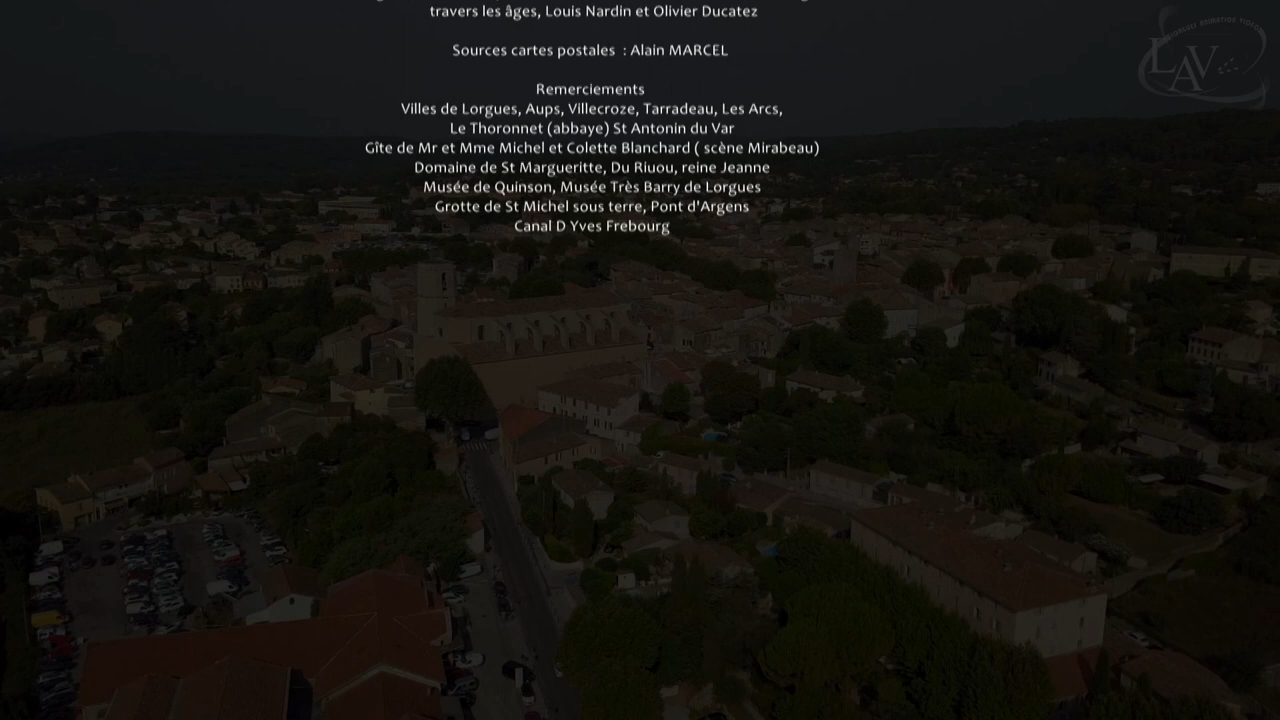 travers les âges, Louis Nardin et Olivier Ducatez
Sources cartes postales  : Alain MARCEL
Remerciements
Villes de Lorgues, Aups, Villecroze, Tarradeau, Les Arcs,
Le Thoronnet (abbaye) St Antonin du Var
Gîte de Mr et Mme Michel et Colette Blanchard ( scène Mirabeau)
Domaine de St Margueritte, Du Riuou, reine Jeanne
Musée de Quinson, Musée Très Barry de Lorgues
Grotte de St Michel sous terre, Pont d'Argens
Canal D Yves Frebourg
LAV